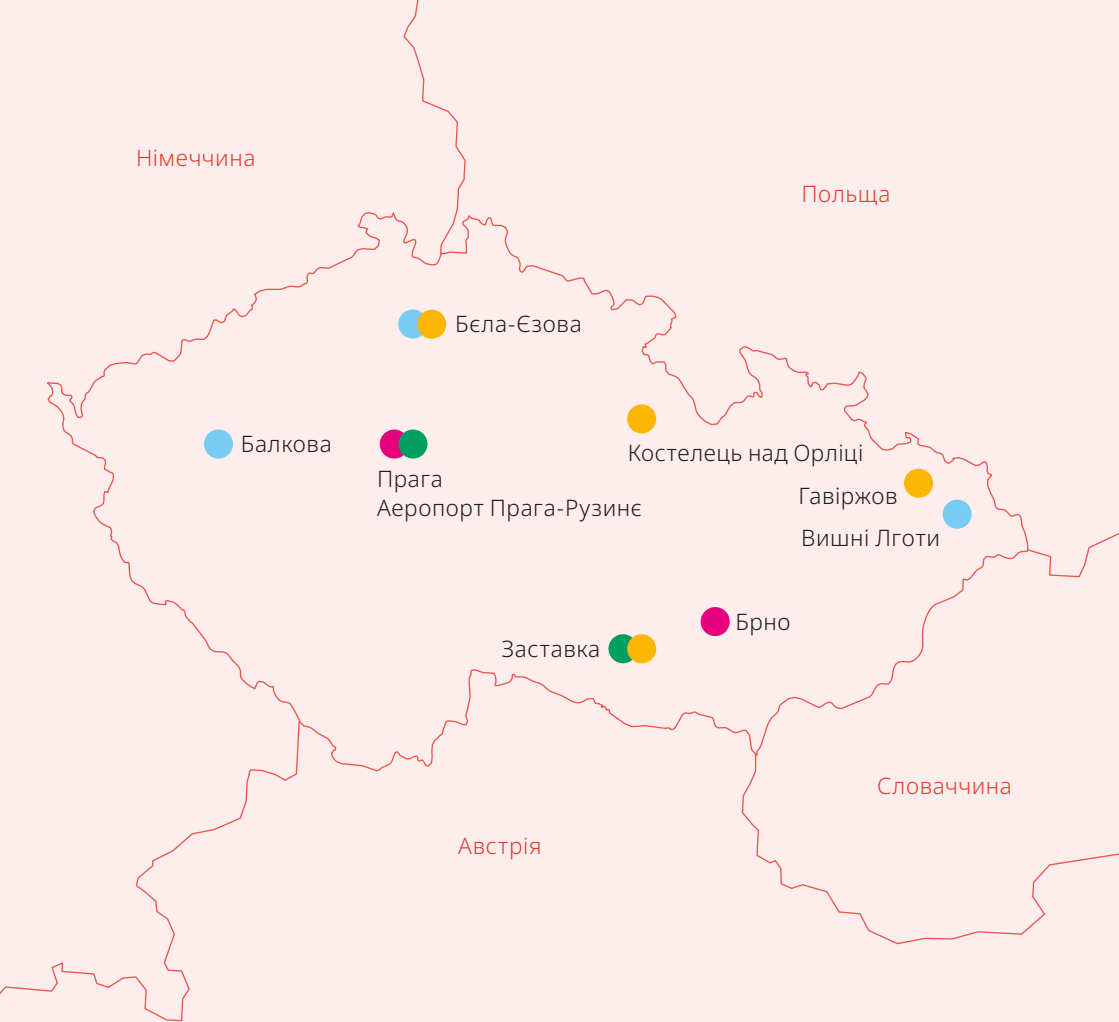 Німеччина
Польща
Бєла-Єзова
Балкова
Прага
Аеропорт Прага-Рузинє
Костелець над Орліці
Гавіржов
Вишні Лготи
Брно
Заставка
Словаччина
Австрія